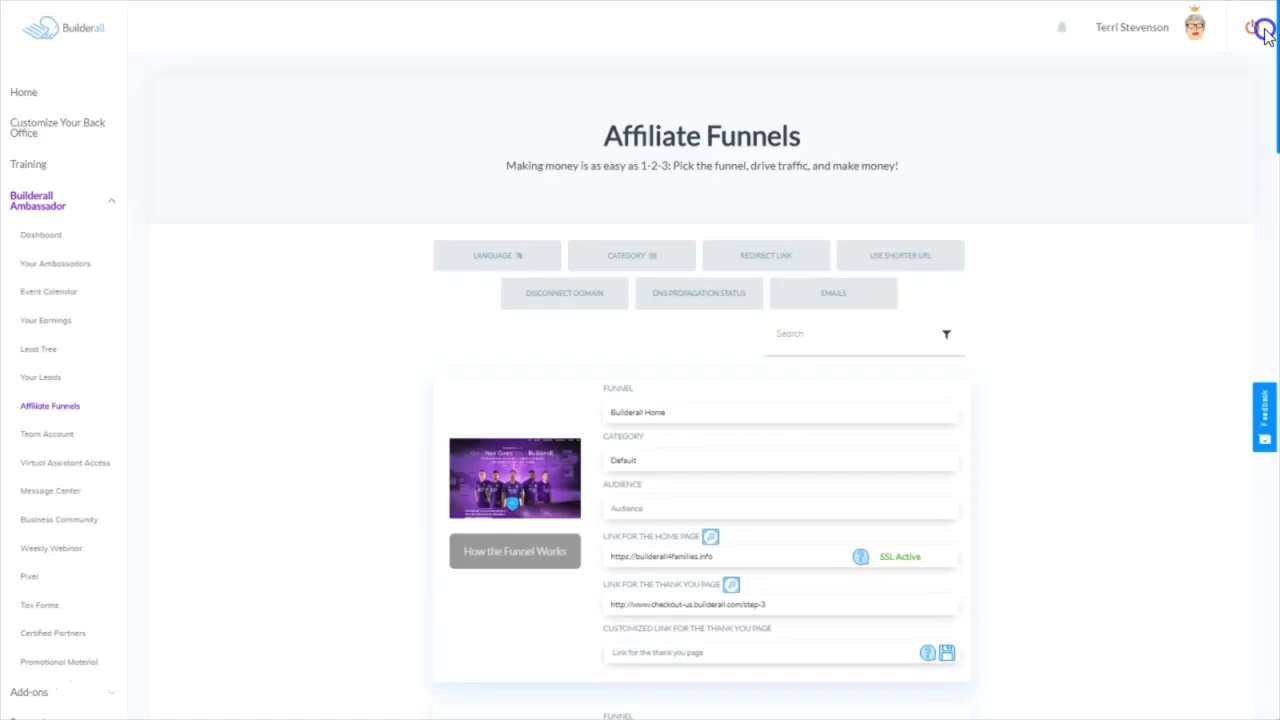 Builderall
Terri Stevenson
Home
Customize Your Back
Office
Training
Builderall
Ambassador
Dashboard
Your Ambassadors
Event Calendar
Your Earnings
Lead Tree
Your Leads
Affiliate Funnels
Team Account
Virtual Assistant Access
Message Center
Business Community
Weekly Webinar
Pixel
Tax Forms
Certified Partners
Promotional Material
Add-ons
Affiliate Funnels
Making money is as easy as 1-2-3: Pick the funnel, drive traffic, and make money!
LANGUAGE
CATEGORY
REDIRECT LINK
USE SHORTER URL
DISCONNECT DOMAIN
DNS PROPAGATION STATUS
EMAILS
Search
FUNNEL
Builderall Home
CATEGORY
Default
AUDIENCE
Audience
How the Funnel Works
LINK FOR THE HOME PAGE
https://builderall4families.info
SSL Active
LINK FOR THE THANK YOU PAGE
http://www.checkout-us.builderall.com/step-3
CUSTOMIZED LINK FOR THE THANK YOU PAGE
Link for the thank you page
FUNNEL
Feedback